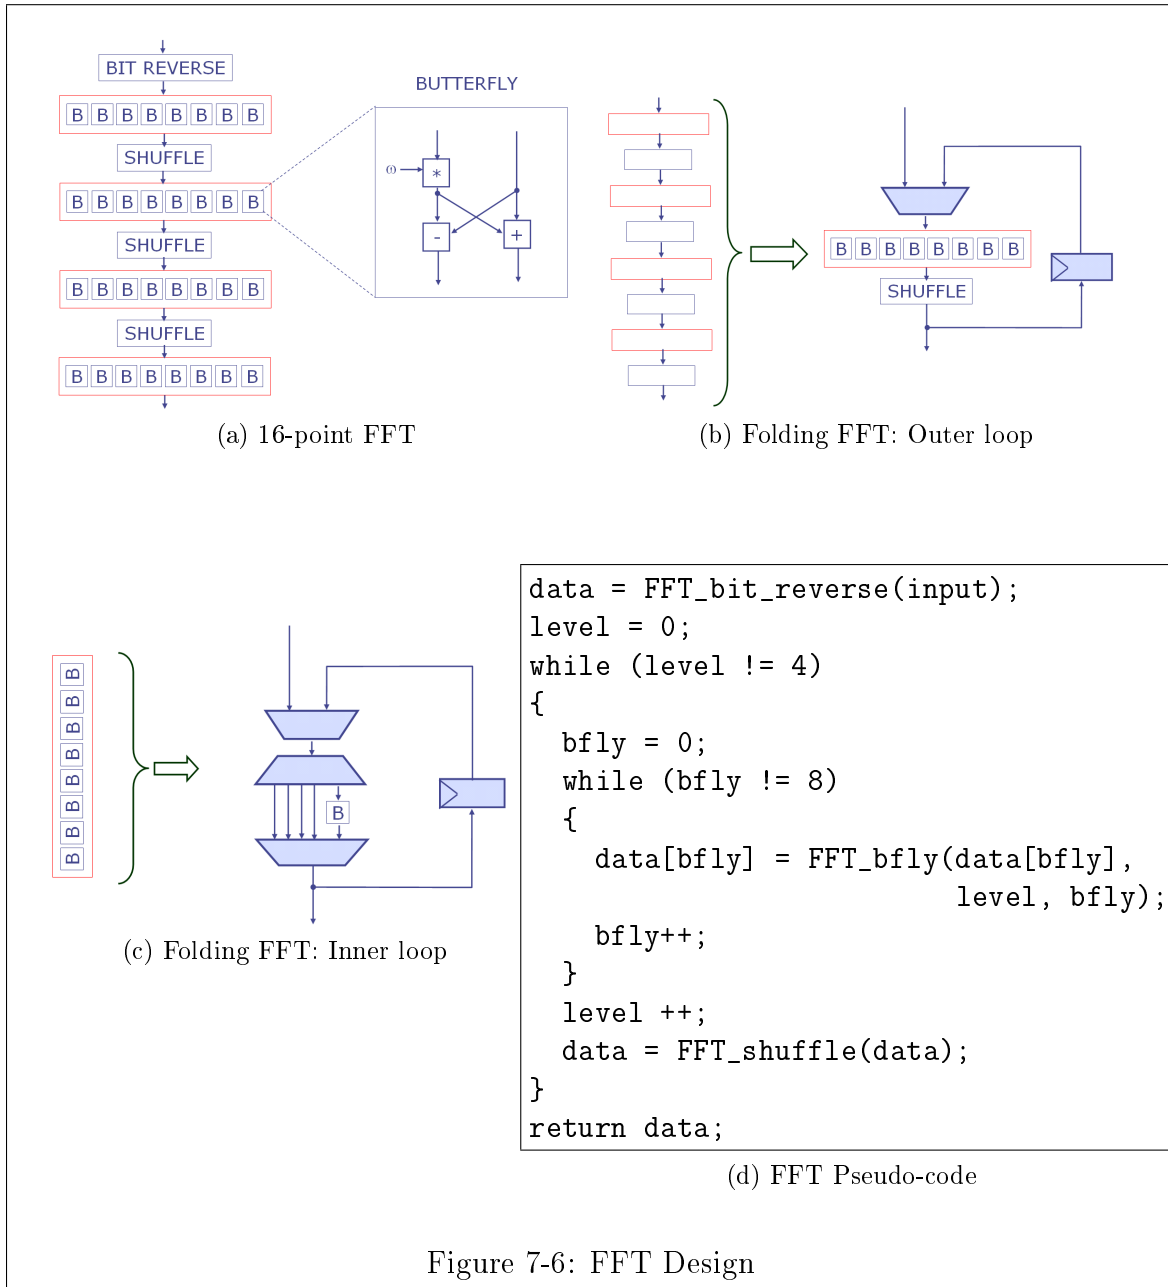 BIT REVERSE
B B B B B B B B
SHUFFLE
B B B B B B B B
SHUFFLE
B B B B B B B B
SHUFFLE
B B B B B B B B
BUTTERFLY
ω
*
- +
(a) 16-point FFT
B B B B B B B B
SHUFFLE
(b) Folding FFT: Outer loop
B
B
B
B
B
B
B
B
B
(c) Folding FFT: Inner loop
data = FFT_bit_reverse(input);
level = 0;
while (level != 4)
{
  bfly = 0;
  while (bfly != 8)
  {
    data[bfly] = FFT_bfly(data[bfly],
                          level, bfly);
    bfly++;
  }
  level ++;
  data = FFT_shuffle(data);
}
return data;
(d) FFT Pseudo-code
Figure 7-6: FFT Design